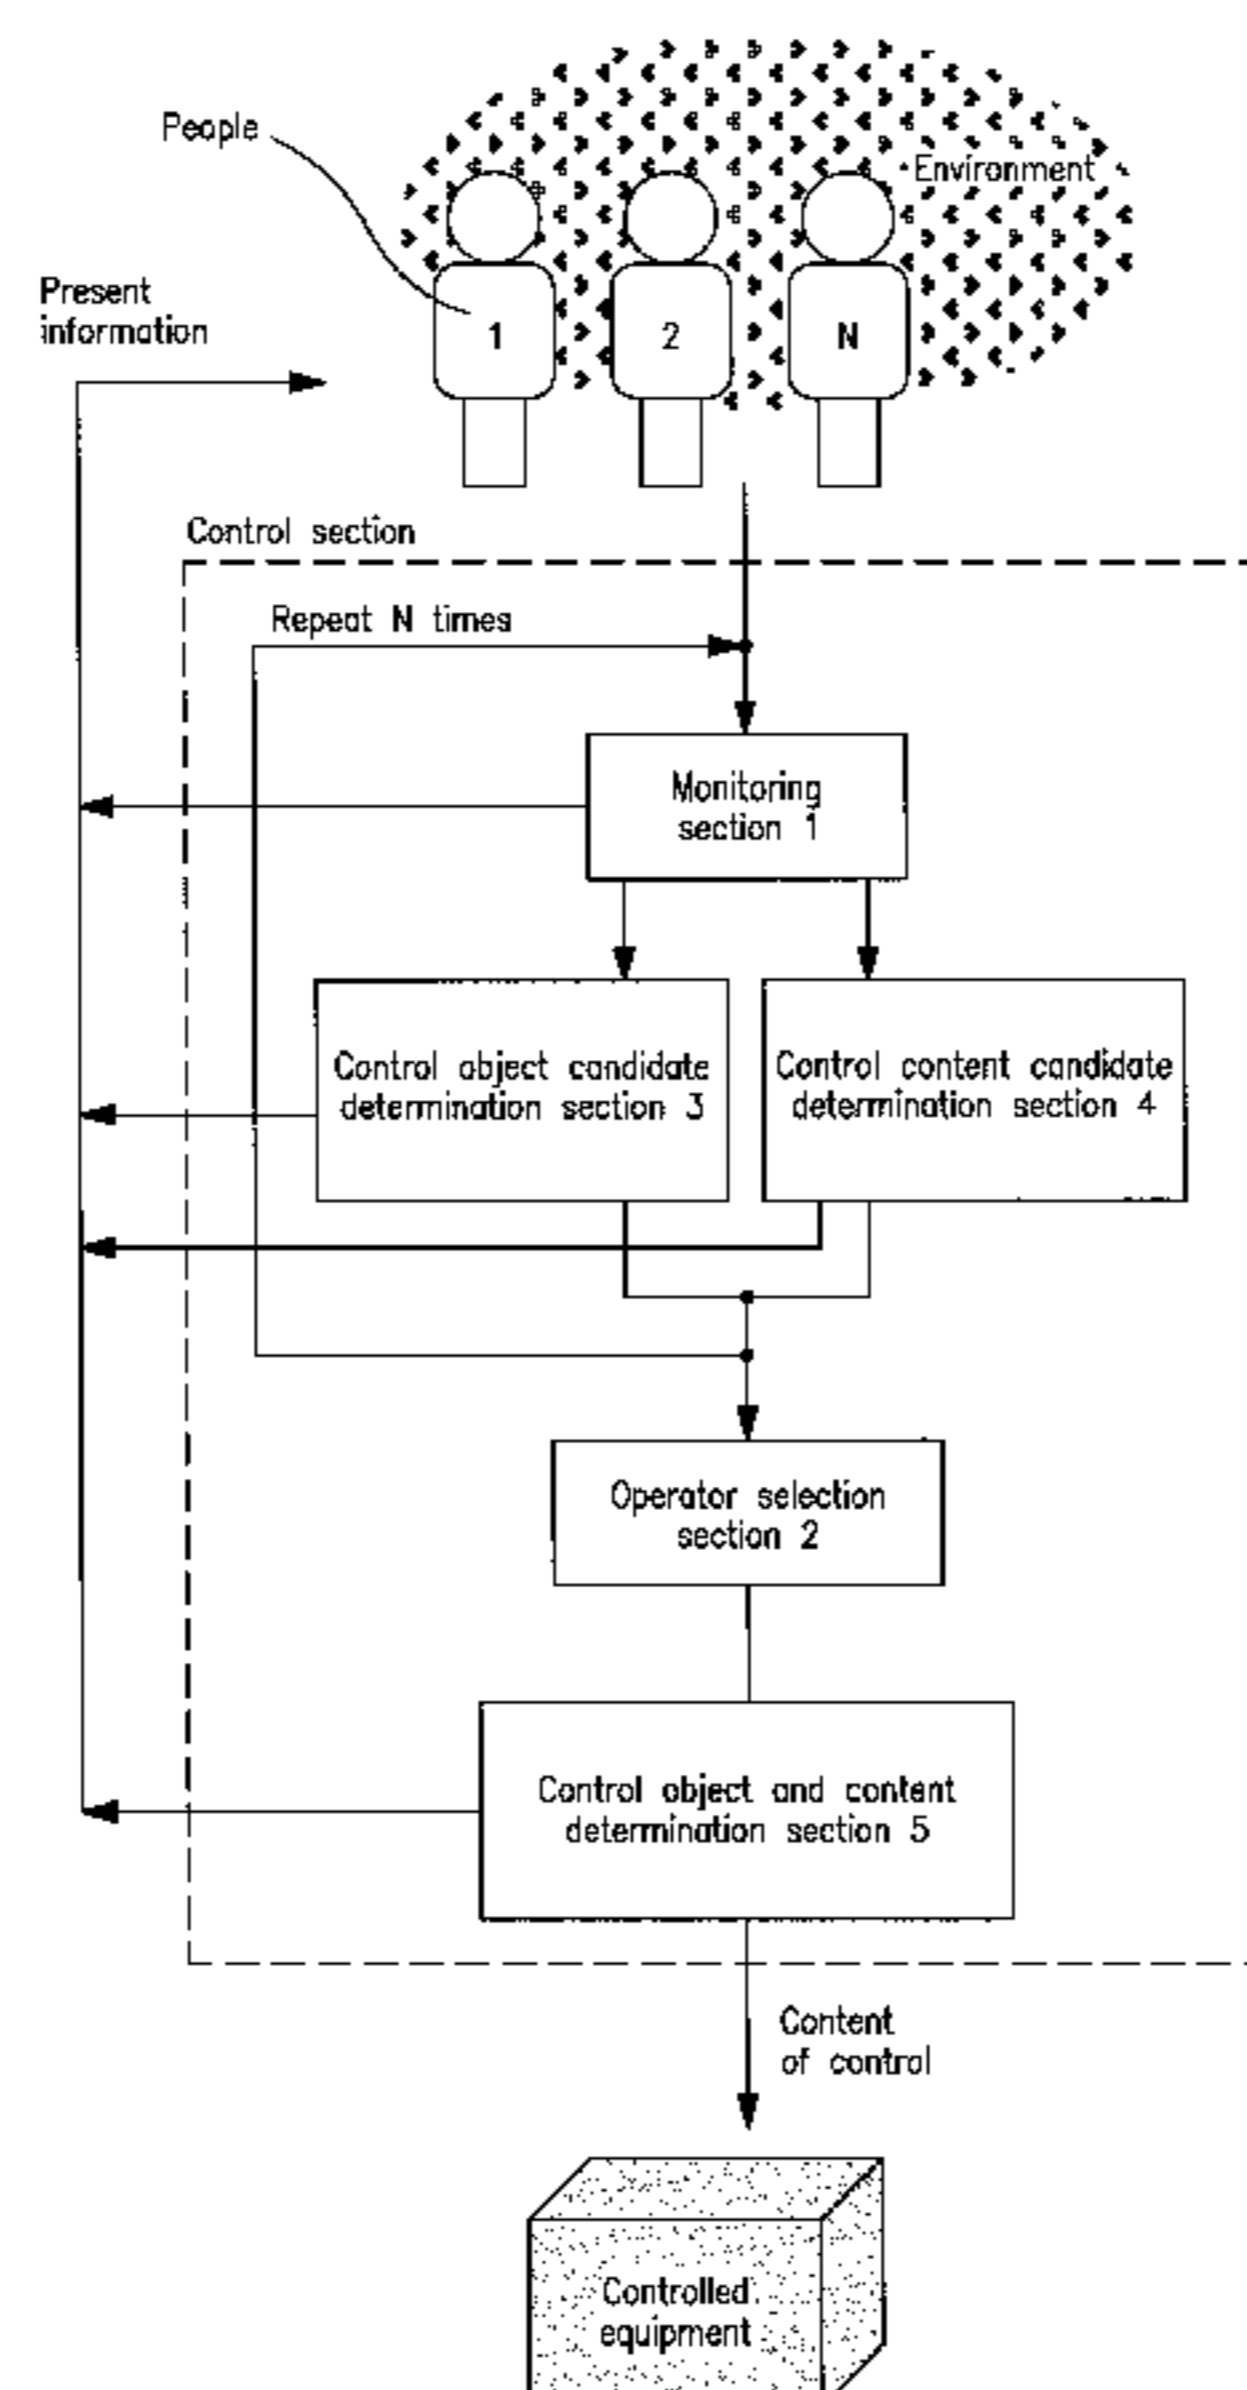 People
Environment
Present
information
1
2
N
Control section
Repeat N times
Monitoring
section 1
Control object candidate
determination section 3
Control content candidate
determination section 4
Operator selection
section 2
Control object and content
determination section 5
Content
of control
Controlled
equipment